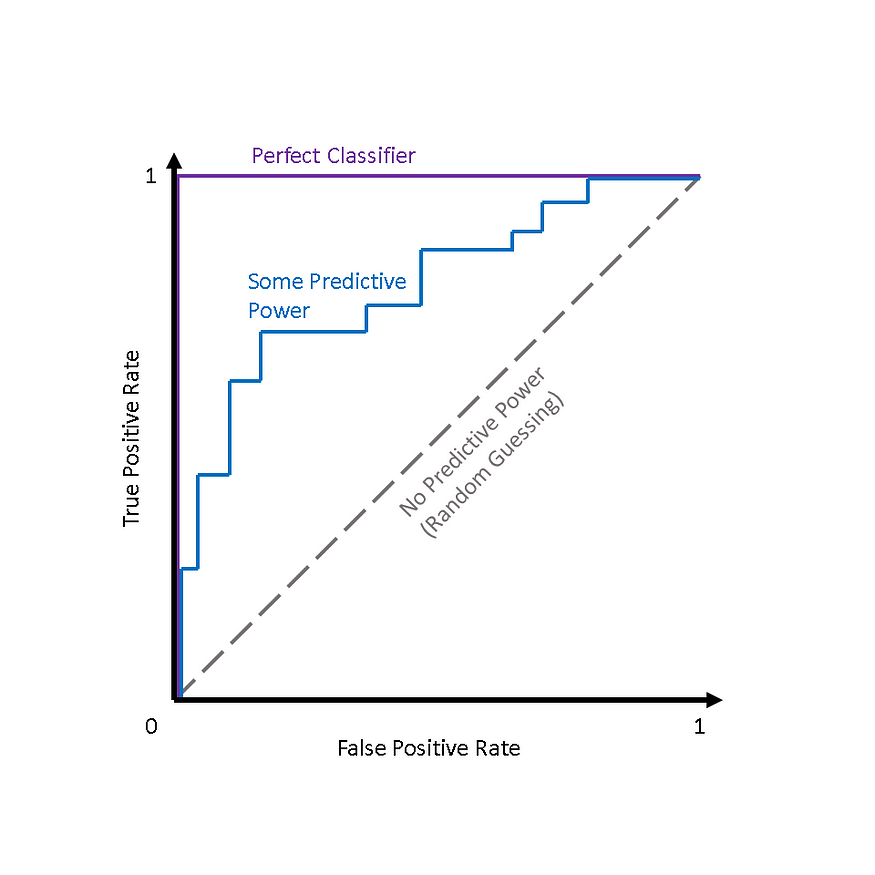 Perfect Classifier
1
Some Predictive
Power
True Positive Rate
No Predictive Power
(Random Guessing)
0
1
False Positive Rate